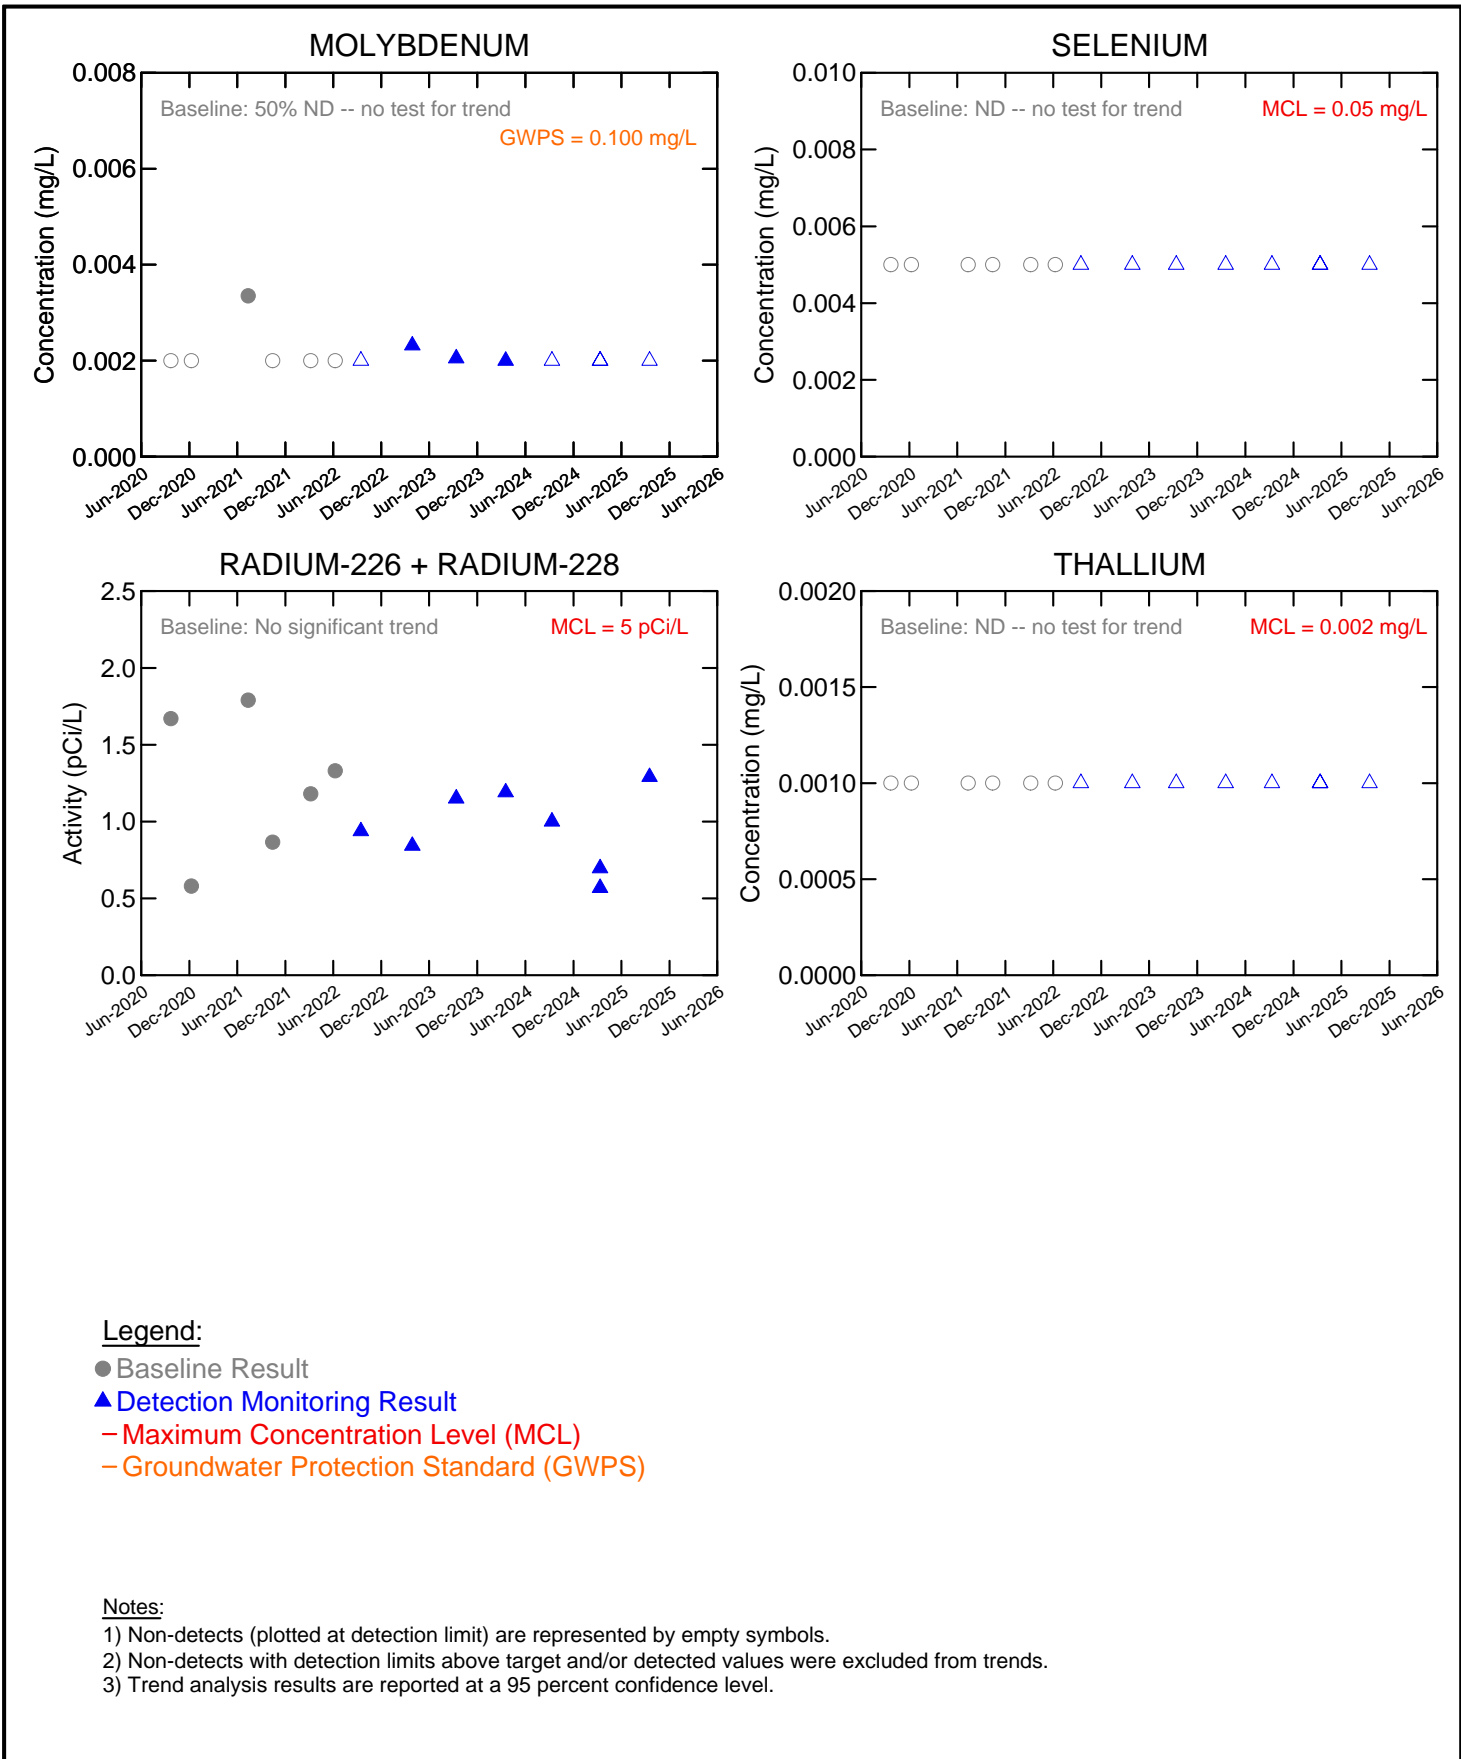 MOLYBDENUM
Baseline: 50% ND -- no test for trend
GWPS = 0.100 mg/L
Concentration (mg/L)
0.008
0.006
0.004
0.002
0.000
Jun-2020 Dec-2020 Jun-2021 Dec-2021 Jun-2022 Dec-2022 Jun-2023 Dec-2023 Jun-2024 Dec-2024 Jun-2025 Dec-2025 Jun-2026
SELENIUM
Baseline: ND -- no test for trend
MCL = 0.05 mg/L
Concentration (mg/L)
0.010
0.008
0.006
0.004
0.002
0.000
Jun-2020 Dec-2020 Jun-2021 Dec-2021 Jun-2022 Dec-2022 Jun-2023 Dec-2023 Jun-2024 Dec-2024 Jun-2025 Dec-2025 Jun-2026
RADIUM-226 + RADIUM-228
Baseline: No significant trend
MCL = 5 pCi/L
Activity (pCi/L)
2.5
2.0
1.5
1.0
0.5
0.0
Jun-2020 Dec-2020 Jun-2021 Dec-2021 Jun-2022 Dec-2022 Jun-2023 Dec-2023 Jun-2024 Dec-2024 Jun-2025 Dec-2025 Jun-2026
THALLIUM
Baseline: ND -- no test for trend
MCL = 0.002 mg/L
Concentration (mg/L)
0.0020
0.0015
0.0010
0.0005
0.0000
Jun-2020 Dec-2020 Jun-2021 Dec-2021 Jun-2022 Dec-2022 Jun-2023 Dec-2023 Jun-2024 Dec-2024 Jun-2025 Dec-2025 Jun-2026
Legend:
Baseline Result
Detection Monitoring Result
Maximum Concentration Level (MCL)
Groundwater Protection Standard (GWPS)
Notes:
1) Non-detects (plotted at detection limit) are represented by empty symbols.
2) Non-detects with detection limits above target and/or detected values were excluded from trends.
3) Trend analysis results are reported at a 95 percent confidence level.